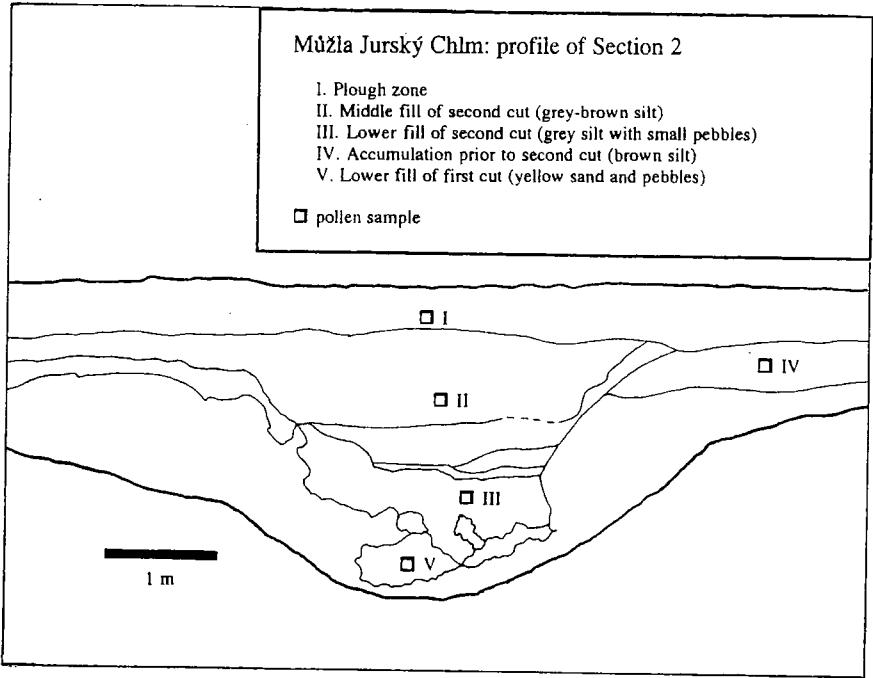 Můžla Jurský Chlm: profile of Section 2
I. Plough zone
II. Middle fill of second cut (grey-brown silt)
III. Lower fill of second cut (grey silt with small pebbles)
IV. Accumulation prior to second cut (brown silt)
V. Lower fill of first cut (yellow sand and pebbles)
pollen sample
I
IV
II
III
V
1 m